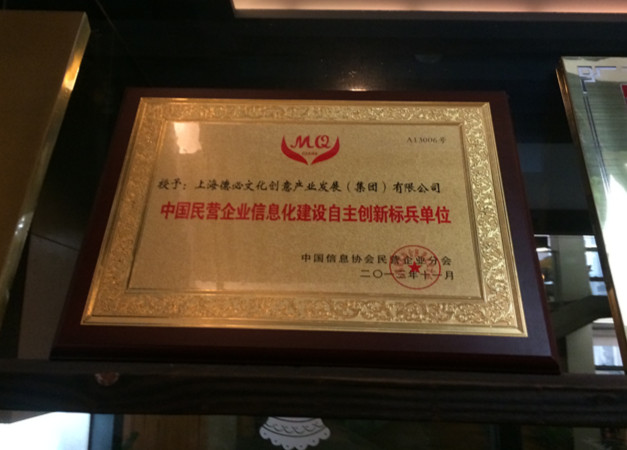 MQ
A13006号
授予：上海德必文化创意产业发展（集团）有限公司
中国民营企业信息化建设自主创新标兵单位
中国信息协会民营企业分会
二〇一三年十一月